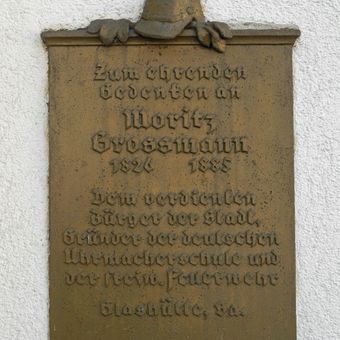 Zum ehrenden
Gedenken an
Moritz
Grossmann
1826 1885
Dem verdienten
Bürger der Stadt,
Gründer der deutschen
Uhrmacherschule und
der freiw. Feuerwehr
Glashütte, Sa.